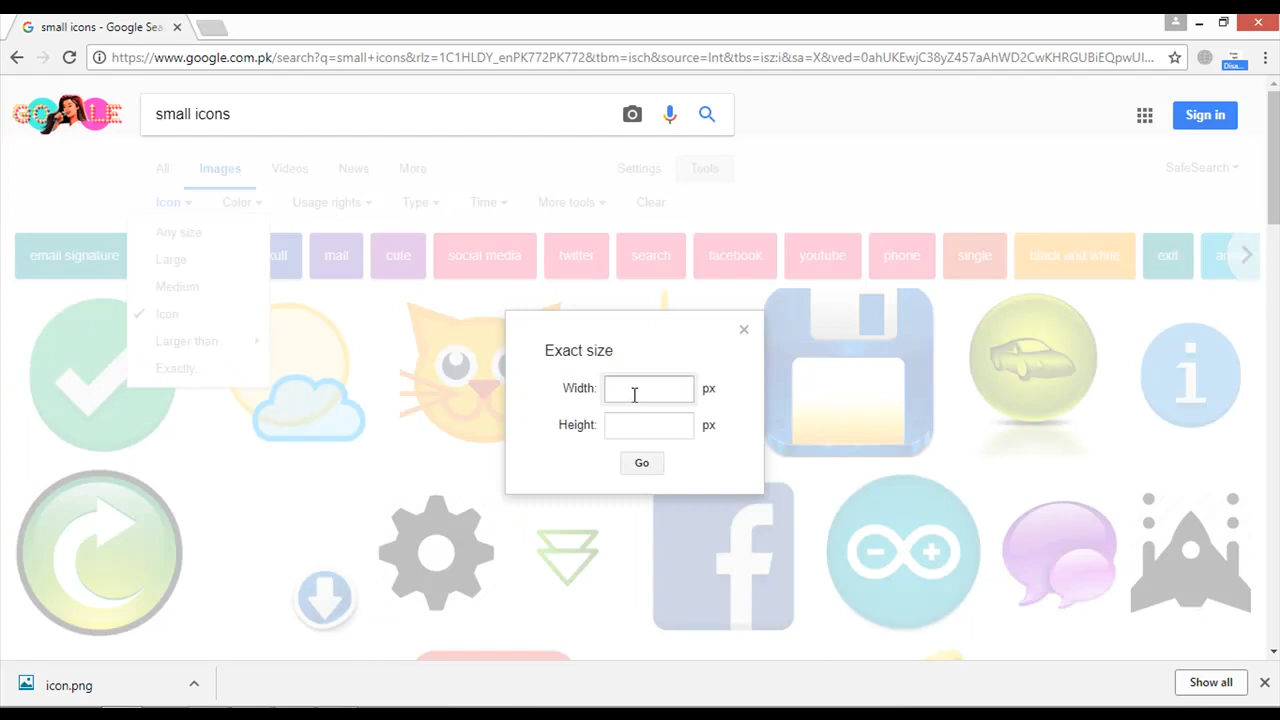 small icons - Google Sea
https://www.google.com.pk/search?q=small+icons&rlz=1C1HLDY_enPK772PK772&tbm=isch&source=lnt&tbs=isz:i&sa=X&ved=0ahUKEwjC38yZ457aAhWD2CwKHRGUBiEQpwUI...
Disa...
small icons
Sign in
All Images Videos News More Settings Tools SafeSearch
Icon Color Usage rights Type Time More tools Clear
Any size
Large
Medium
Icon
Larger than
Exactly...
email signature mail cute social media twitter search facebook youtube phone single black and white exit
Exact size
Width: px
Height: px
Go
icon.png
Show all